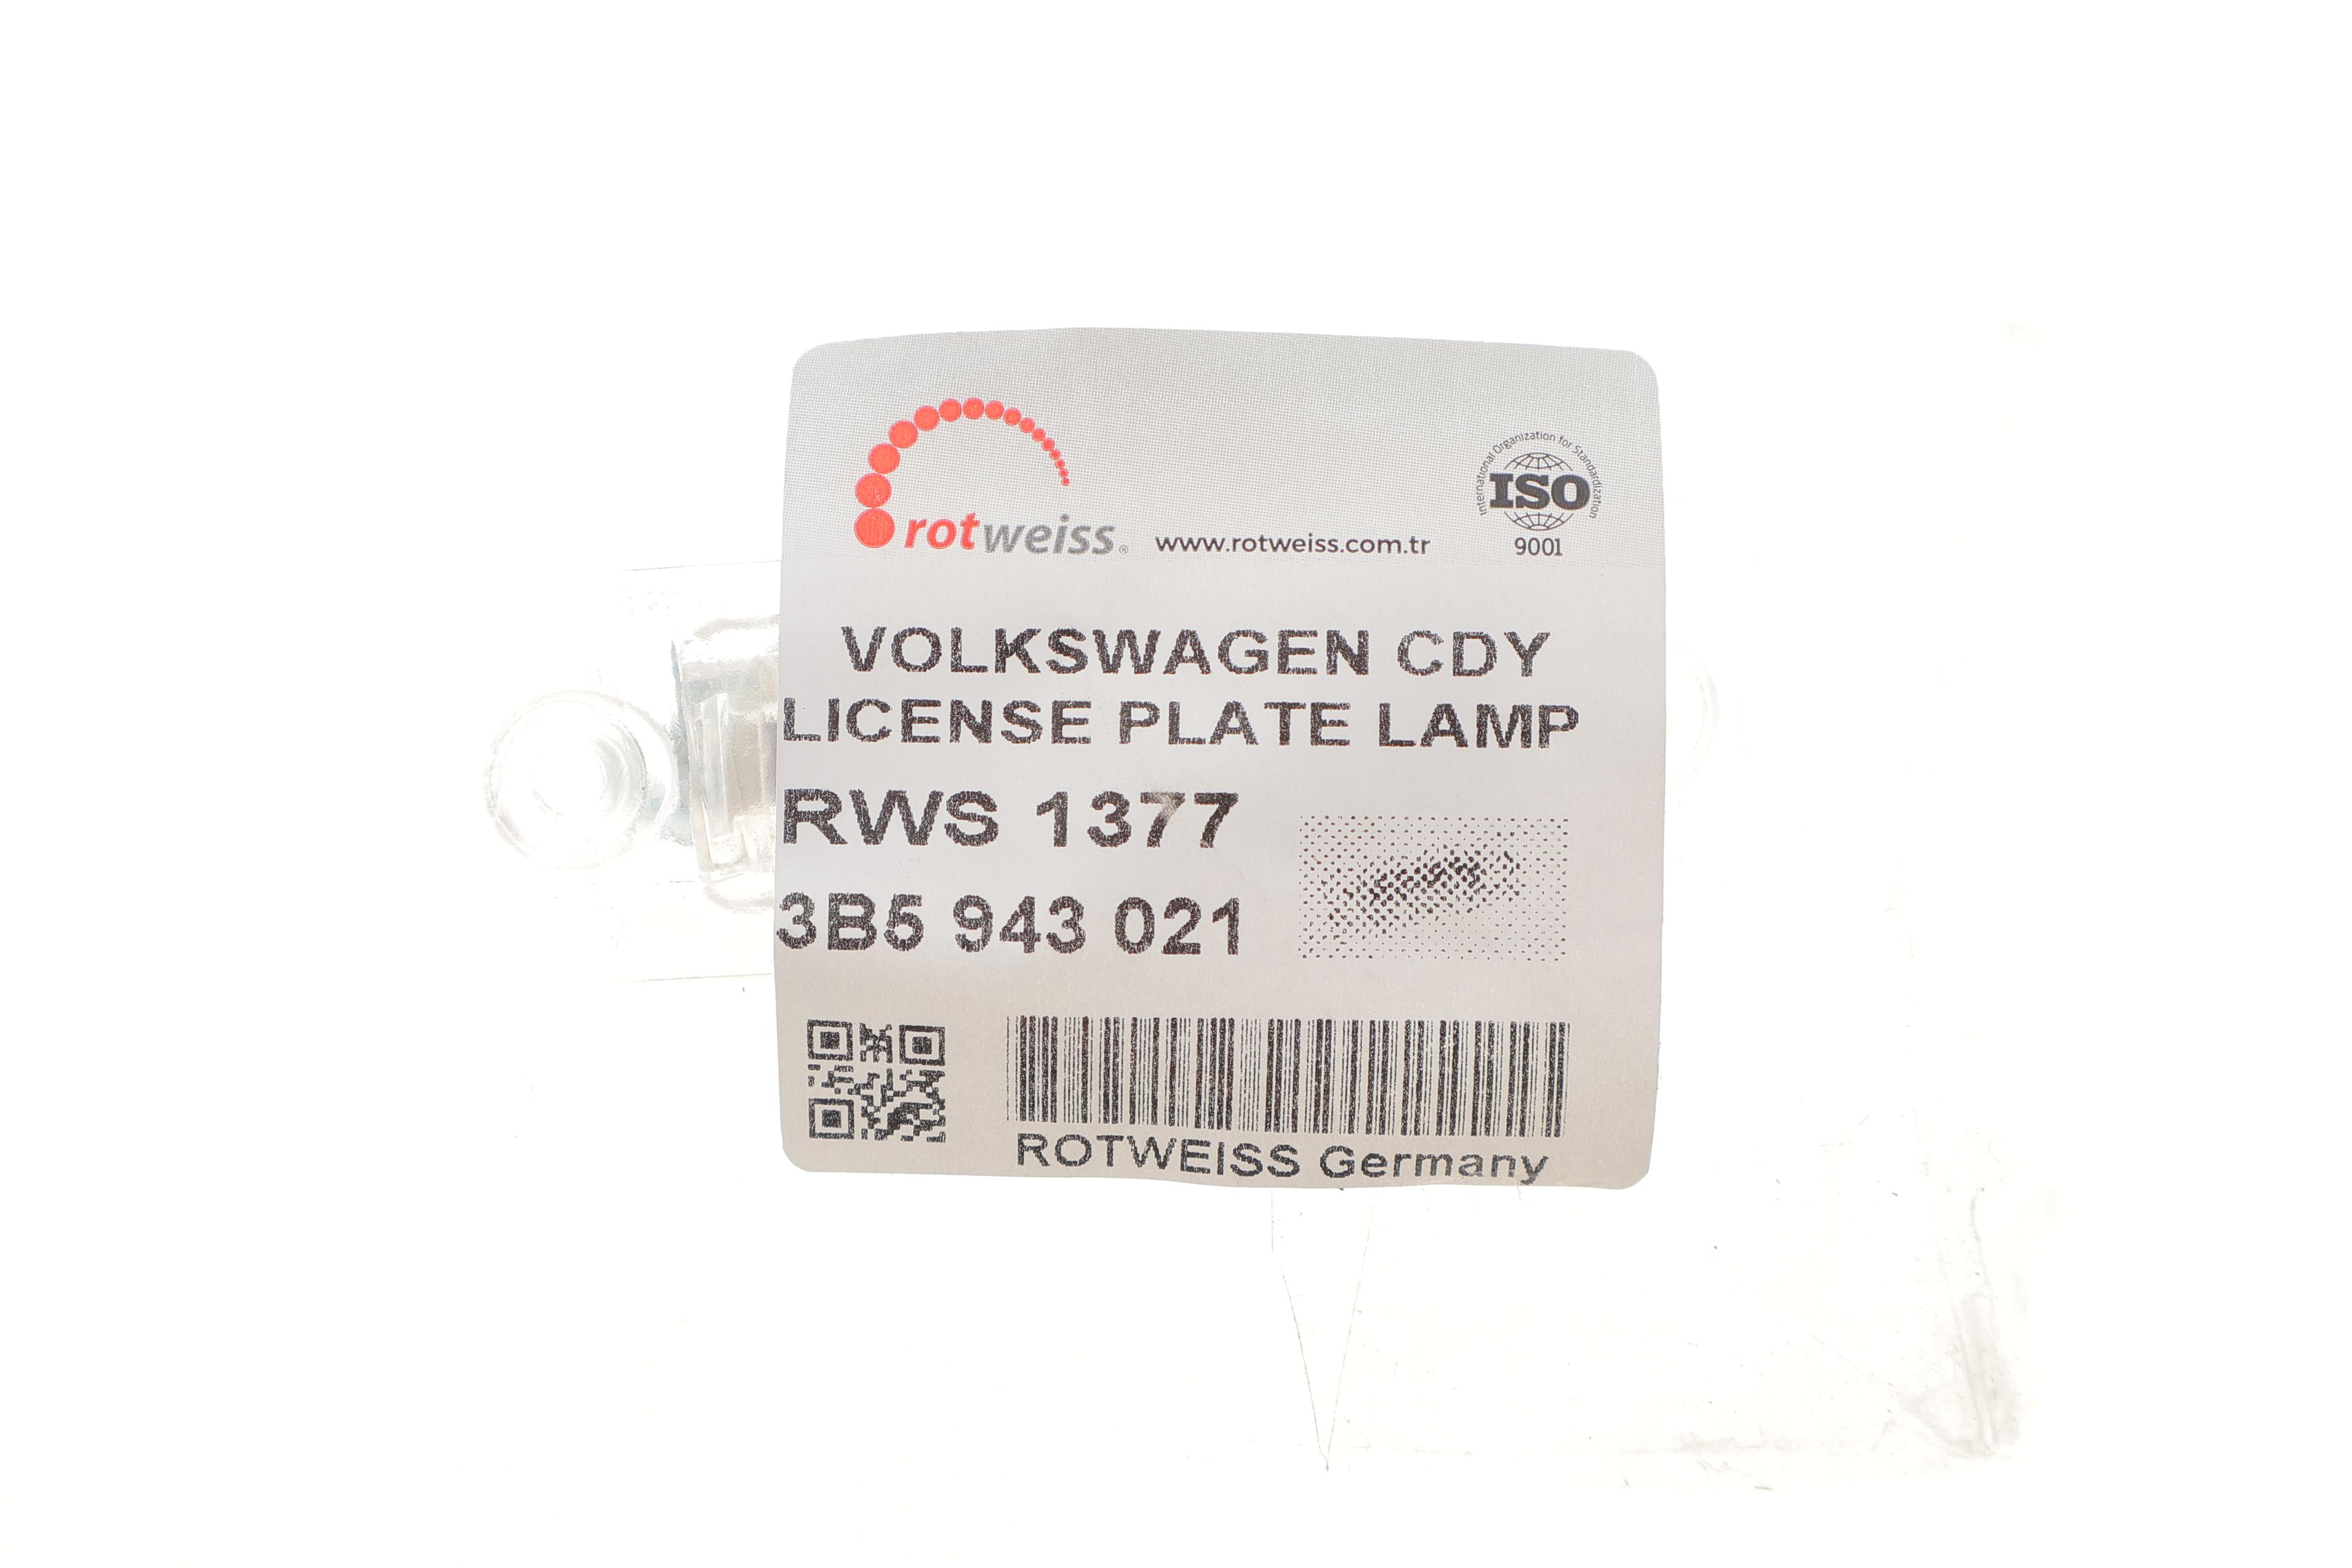 International Organization for Standardization
ISO
9001
rotweiss®
www.rotweiss.com.tr
VOLKSWAGEN CDY
LICENSE PLATE LAMP
RWS 1377
3B5 943 021
ROTWEISS Germany